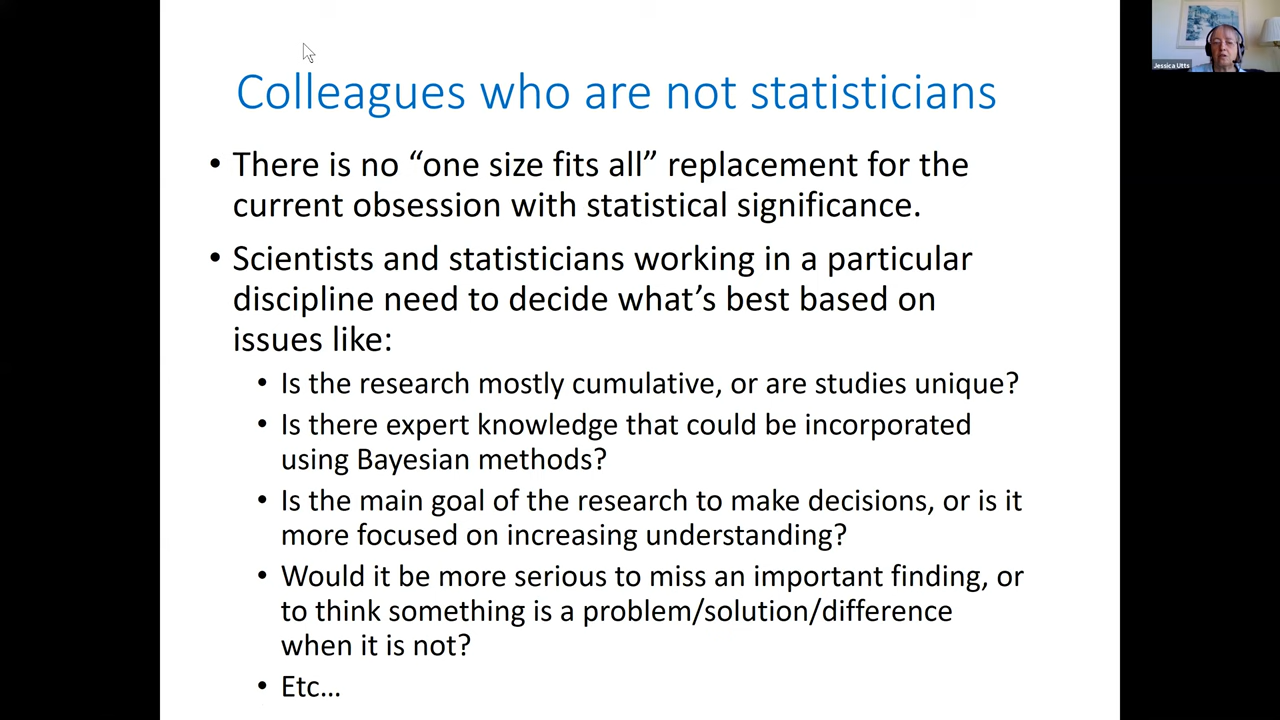 Colleagues who are not statisticians
• There is no “one size fits all” replacement for the
current obsession with statistical significance.
• Scientists and statisticians working in a particular
discipline need to decide what’s best based on
issues like:
• Is the research mostly cumulative, or are studies unique?
• Is there expert knowledge that could be incorporated
using Bayesian methods?
• Is the main goal of the research to make decisions, or is it
more focused on increasing understanding?
• Would it be more serious to miss an important finding, or
to think something is a problem/solution/difference
when it is not?
• Etc…
Jessica Utts